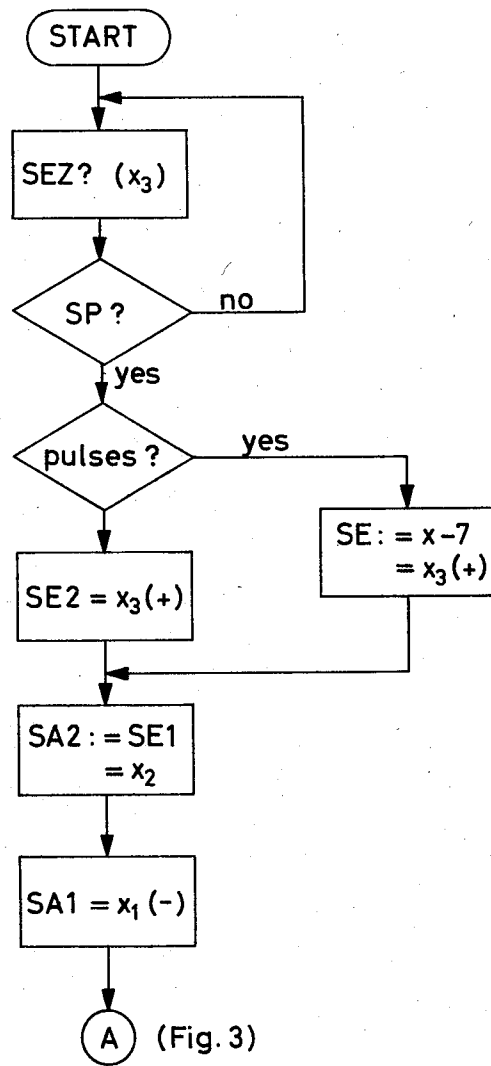 START
SEZ? (x₃)
SP?
no
yes
pulses?
yes
SE: = x-7
= x₃(+)
SE2 = x₃(+)
SA2 : = SE1
= x₂
SA1 = x₁(-)
A (Fig. 3)